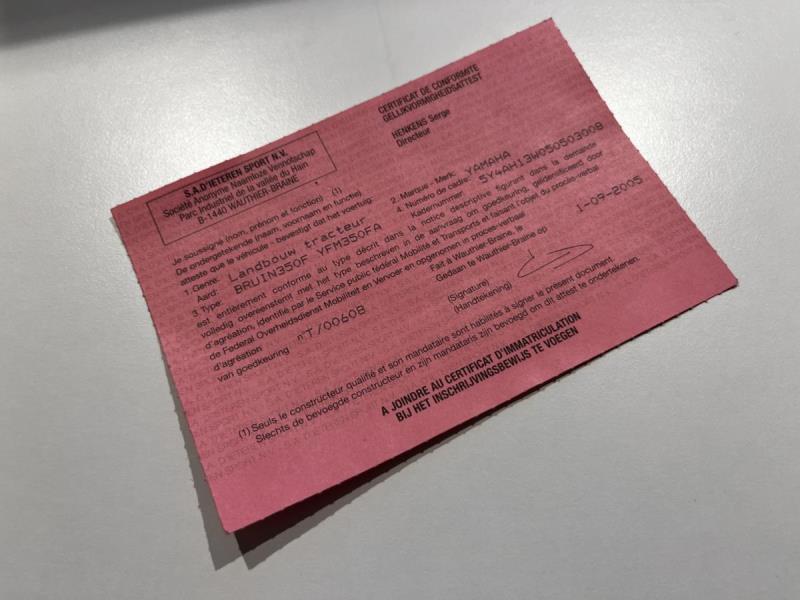 CERTIFICAT DE CONFORMITE
GELIJKVORMIGHEIDSATTEST
HENKENS Serge
Directeur
S.A.D'IETEREN SPORT N.V.
Société Anonyme Naamloze Vennotschap
Parc Industriel de la vallée du Hain
B-1440 WAUTHIER-BRAINE
Je soussigné (nom, prénom et fonction) (1)
De ondergetekende (naam, voornaam en functie)
atteste que le véhicule - bevestigt dat het voertuig:
1. Genre: Landbouw tracteur
Aard:
2. Marque - Merk: YAMAHA
3. Type: BRUIN350F YFM350FA
4. Numéro de cadre: 5Y4AH13W050503008
Kadernummer:
est entièrement conforme au type décrit dans la notice descriptive figurant dans la demande
volledig overeenstemt met het type beschreven in de aanvraag om goedkeuring, geïdentificeerd door
d'agréation, identifié par le Service public fédéral Mobilité et Transports et faisant l'objet du procès-verbal
de Federaal Overheidsdienst Mobiliteit en Vervoer en opgenomen in proces-verbaal
d'agréation
van goedkeuring nT/00608
Fait à Wauthier-Braine, le
Gedaan te Wauthier-Braine op 1-09-2005
(Signature)
(Handtekening)
(1) Seuls le constructeur qualifié et son mandataire sont habilités à signer le présent document.
Slechts de bevoegde constructeur en zijn mandataris zijn bevoegd om dit attest te ondertekenen.
A JOINDRE AU CERTIFICAT D'IMMATRICULATION
BIJ HET INSCHRIJVINGSBEWIJS TE VOEGEN